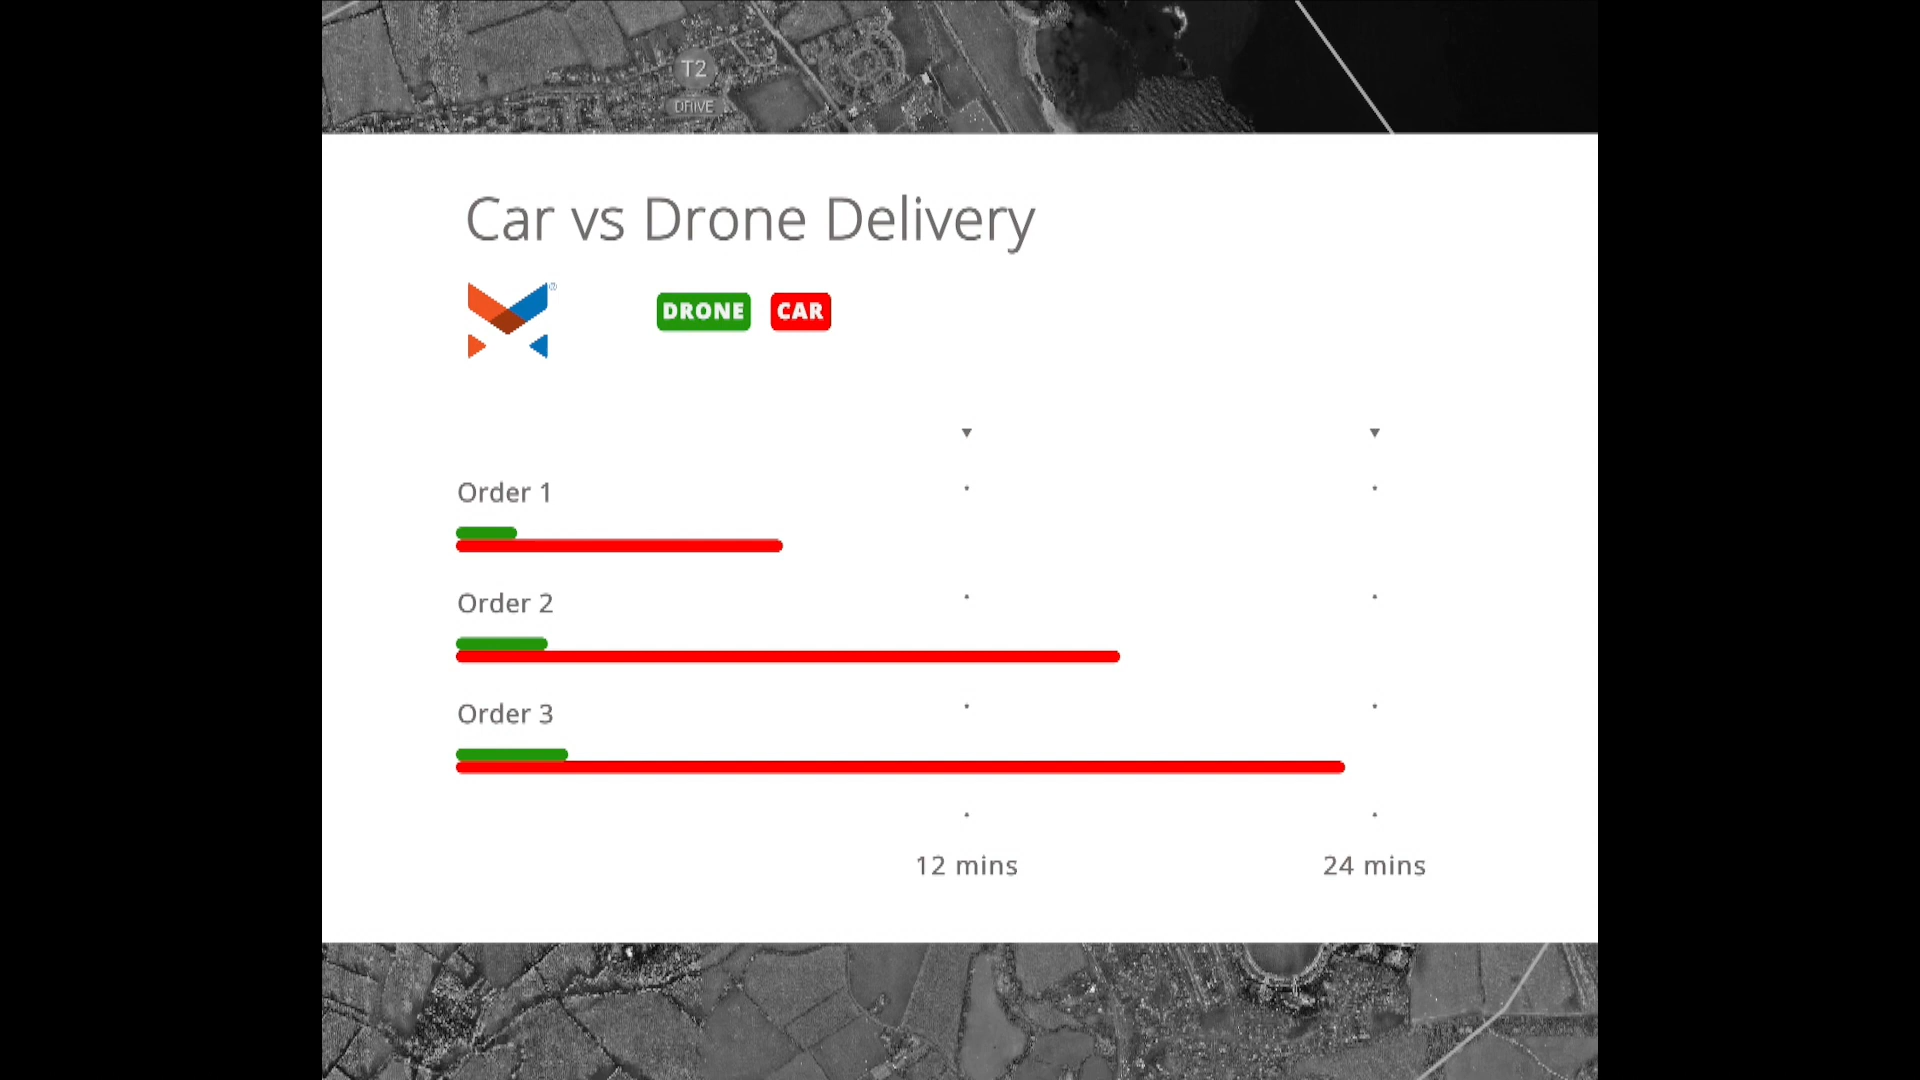 T2
DRIVE
Car vs Drone Delivery
®
DRONE CAR
Order 1
Order 2
Order 3
12 mins
24 mins